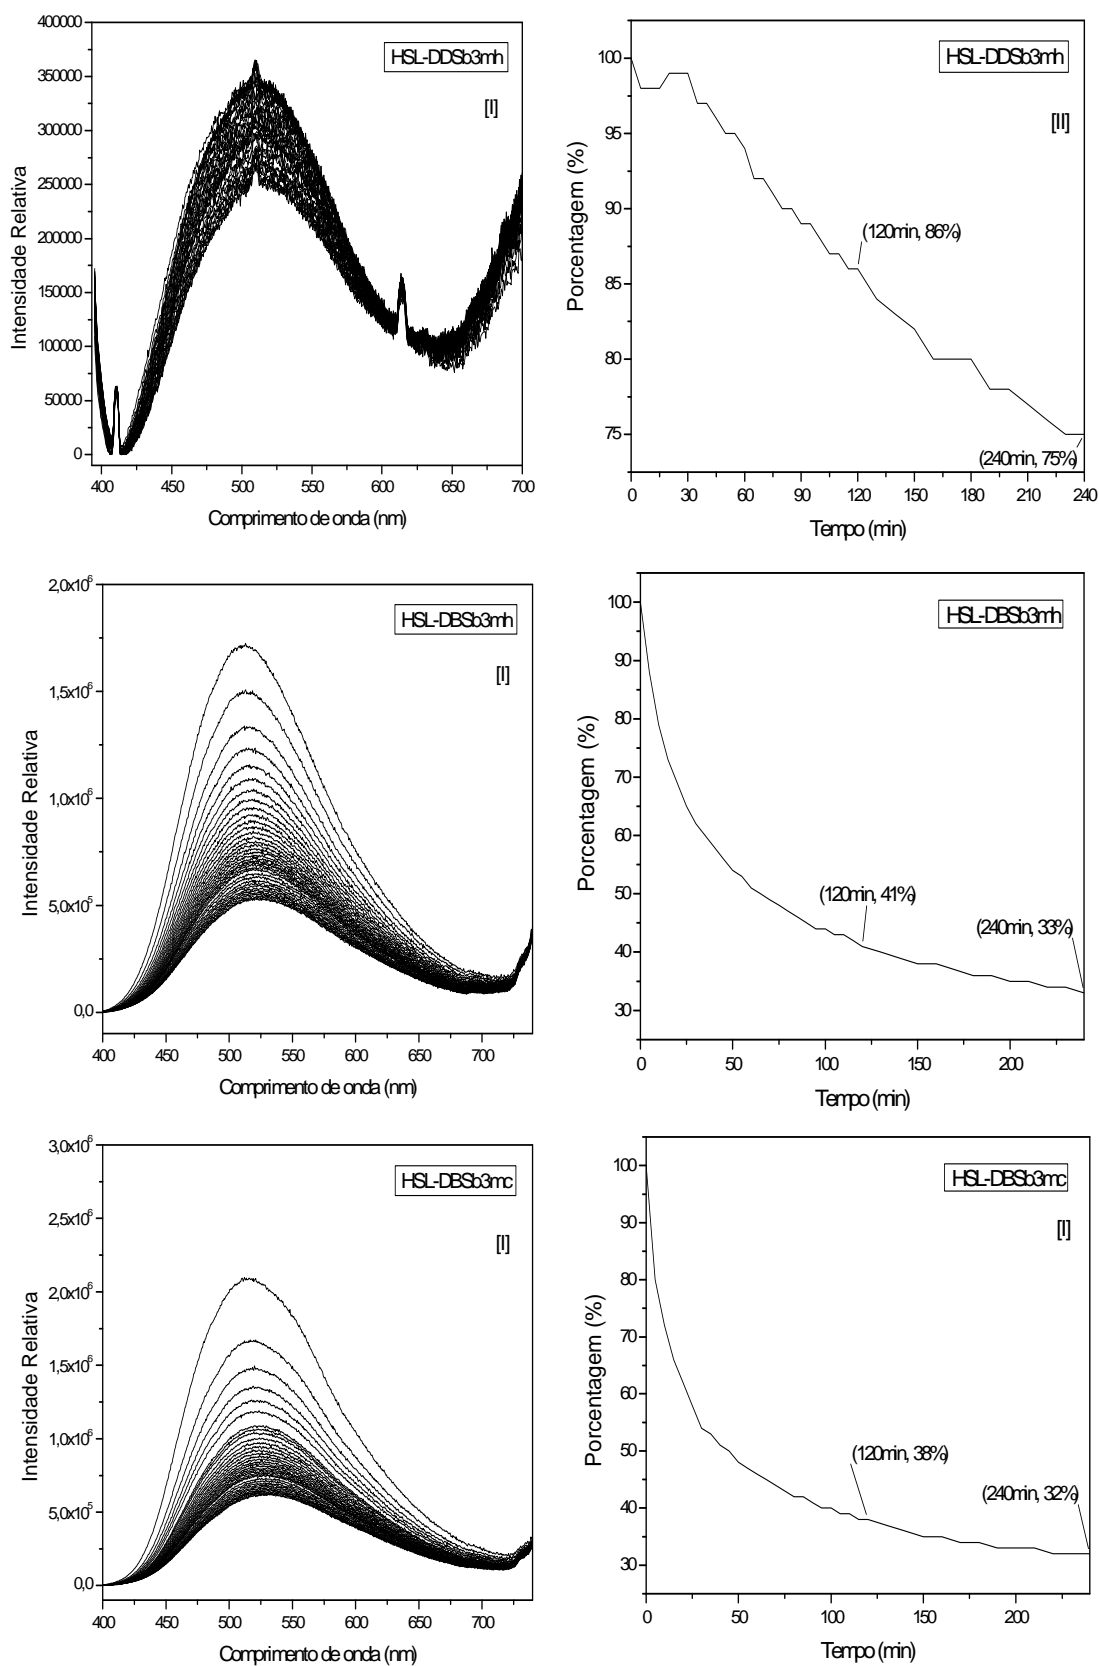 HSL-DDSb3mh
[I]
Intensidade Relativa
400000
350000
300000
250000
200000
150000
100000
50000
0
400 450 500 550 600 650 700
Comprimento de onda (nm)
HSL-DDSb3mh
[II]
Porcentagem (%)
100
95
90
85
80
75
(120min, 86%)
(240min, 75%)
0 30 60 90 120 150 180 210 240
Tempo (min)
HSL-DBSb3mh
[I]
Intensidade Relativa
2,0x10⁶
1,5x10⁶
1,0x10⁶
5,0x10⁵
0,0
400 450 500 550 600 650 700
Comprimento de onda (nm)
HSL-DBSb3mh
Porcentagem (%)
100
90
80
70
60
50
40
30
(120min, 41%)
(240min, 33%)
0 50 100 150 200
Tempo (min)
HSL-DBSb3mc
[I]
Intensidade Relativa
3,0x10⁶
2,5x10⁶
2,0x10⁶
1,5x10⁶
1,0x10⁶
5,0x10⁵
0,0
400 450 500 550 600 650 700
Comprimento de onda (nm)
HSL-DBSb3mc
[I]
Porcentagem (%)
100
90
80
70
60
50
40
30
(120min, 38%)
(240min, 32%)
0 50 100 150 200
Tempo (min)